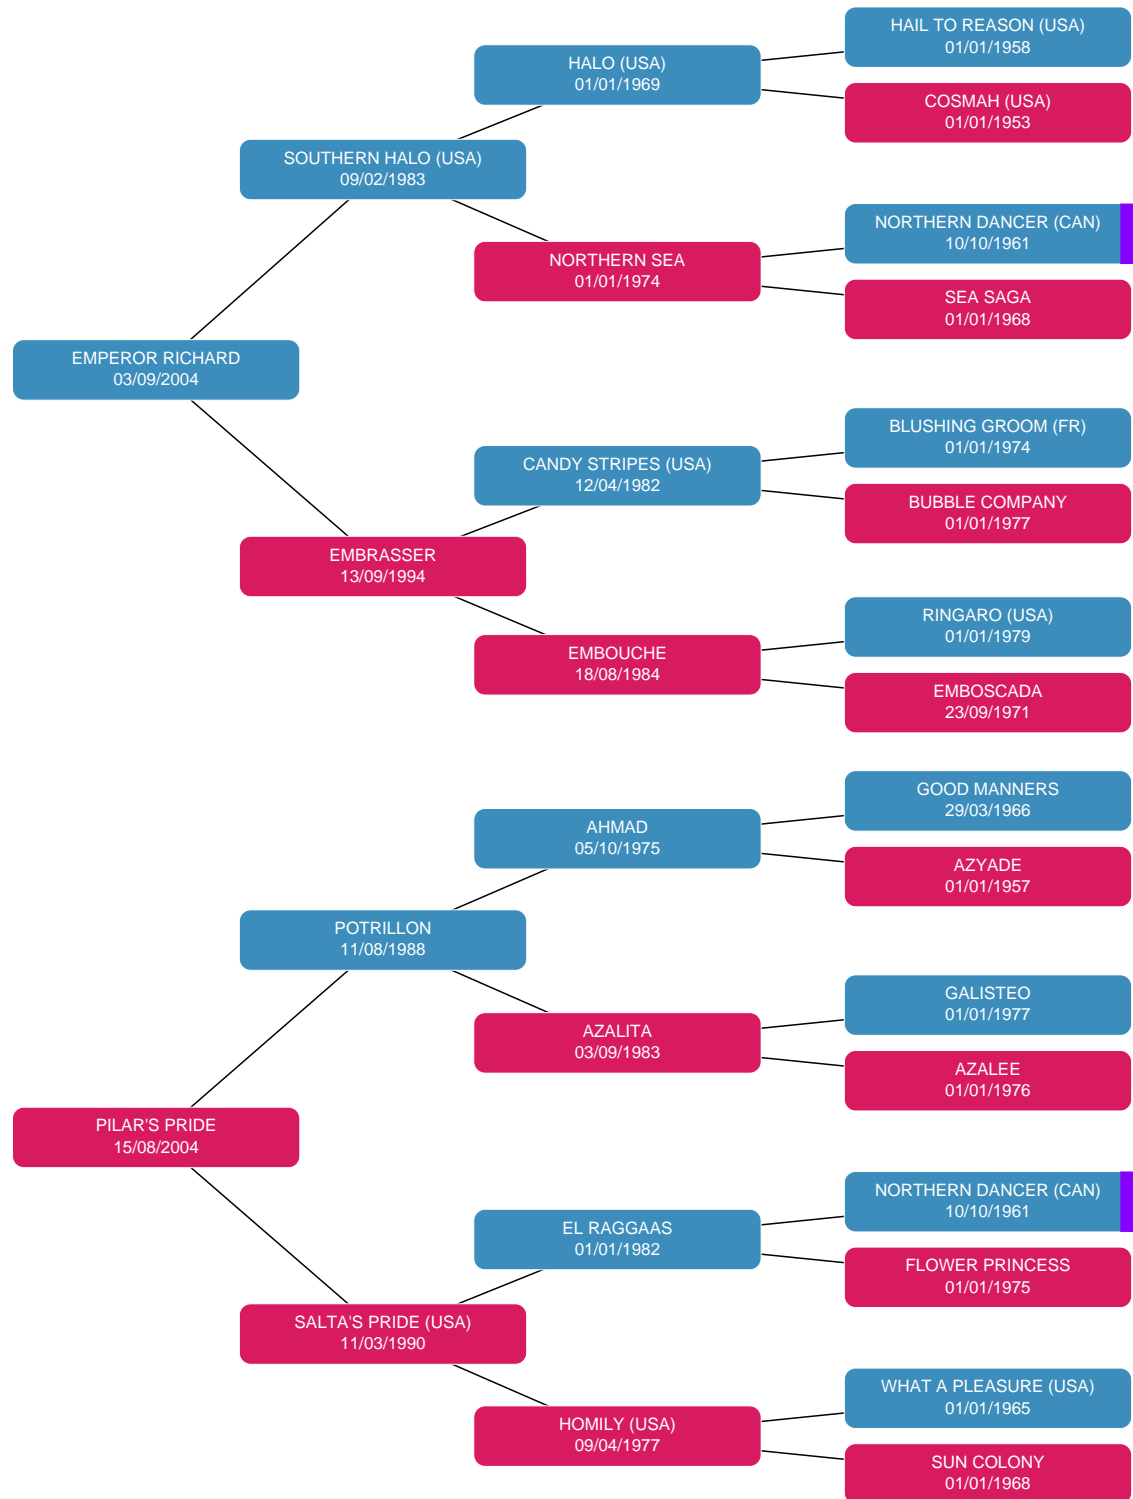 HAIL TO REASON (USA)
01/01/1958
HALO (USA)
01/01/1969
COSMAH (USA)
01/01/1953
SOUTHERN HALO (USA)
09/02/1983
NORTHERN DANCER (CAN)
10/10/1961
NORTHERN SEA
01/01/1974
SEA SAGA
01/01/1968
EMPEROR RICHARD
03/09/2004
BLUSHING GROOM (FR)
01/01/1974
CANDY STRIPES (USA)
12/04/1982
BUBBLE COMPANY
01/01/1977
EMBRASSER
13/09/1994
RINGARO (USA)
01/01/1979
EMBOUCHE
18/08/1984
EMBOSCADA
23/09/1971
GOOD MANNERS
29/03/1966
AHMAD
05/10/1975
AZYADE
01/01/1957
POTRILLON
11/08/1988
GALISTEO
01/01/1977
AZALITA
03/09/1983
AZALEE
01/01/1976
PILAR'S PRIDE
15/08/2004
NORTHERN DANCER (CAN)
10/10/1961
EL RAGGAAS
01/01/1982
FLOWER PRINCESS
01/01/1975
SALTA'S PRIDE (USA)
11/03/1990
WHAT A PLEASURE (USA)
01/01/1965
HOMILY (USA)
09/04/1977
SUN COLONY
01/01/1968